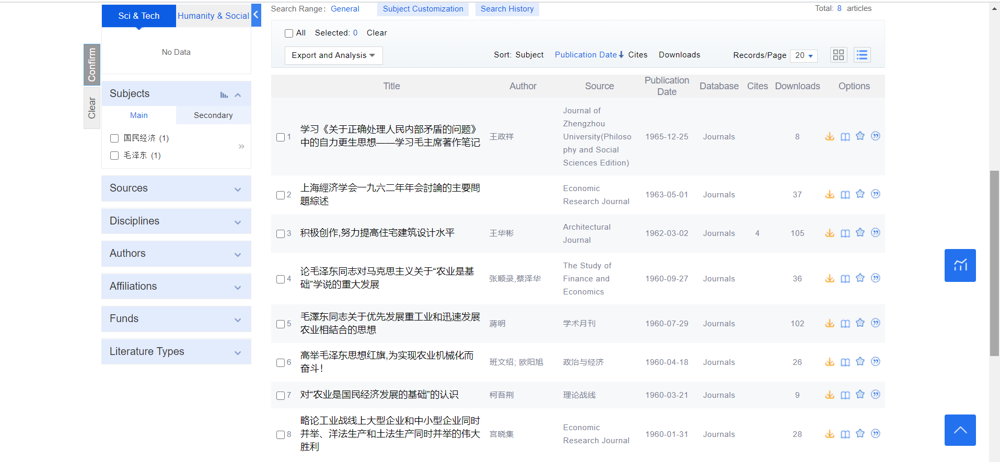 Search Range： General
Subject Customization
Search History
Total: 8 articles
Sci & Tech
Humanity & Social
No Data
Confirm
Clear
Subjects
Main
Secondary
国民经济 (1)
毛泽东 (1)
Sources
Disciplines
Authors
Affiliations
Funds
Literature Types
All Selected: 0 Clear
Export and Analysis
Sort: Subject Publication Date Cites Downloads
Records/Page 20
Title
Author
Source
Publication
Date
Database
Cites
Downloads
Options
1
学习《关于正确处理人民内部矛盾的问题》
中的自力更生思想——学习毛主席著作笔记
王政祥
Journal of
Zhengzhou
University(Philoso
phy and Social
Sciences Edition)
1965-12-25
Journals
8
2
上海經济学会一九六二年年会討論的主要問
題綜述
Economic
Research Journal
1963-05-01
Journals
37
3
积极创作,努力提高住宅建筑设计水平
王华彬
Architectural
Journal
1962-03-02
Journals
4
105
4
论毛泽东同志对马克思主义关于“农业是基
础”学说的重大发展
张顺录,蔡泽华
The Study of
Finance and
Economics
1960-09-27
Journals
36
5
毛澤东同志关于优先发展重工业和迅速发展
农业相結合的思想
蔣明
学术月刊
1960-07-29
Journals
102
6
高举毛泽东思想红旗,为实现农业机械化而
奋斗！
班文绍; 欧阳旭
政治与经济
1960-04-18
Journals
26
7
对“农业是国民经济发展的基础”的认识
柯吾荆
理论战线
1960-03-21
Journals
9
8
略论工业战线上大型企业和中小型企业同时
并举、洋法生产和土法生产同时并举的伟大
胜利
宫晓集
Economic
Research Journal
1960-01-31
Journals
28